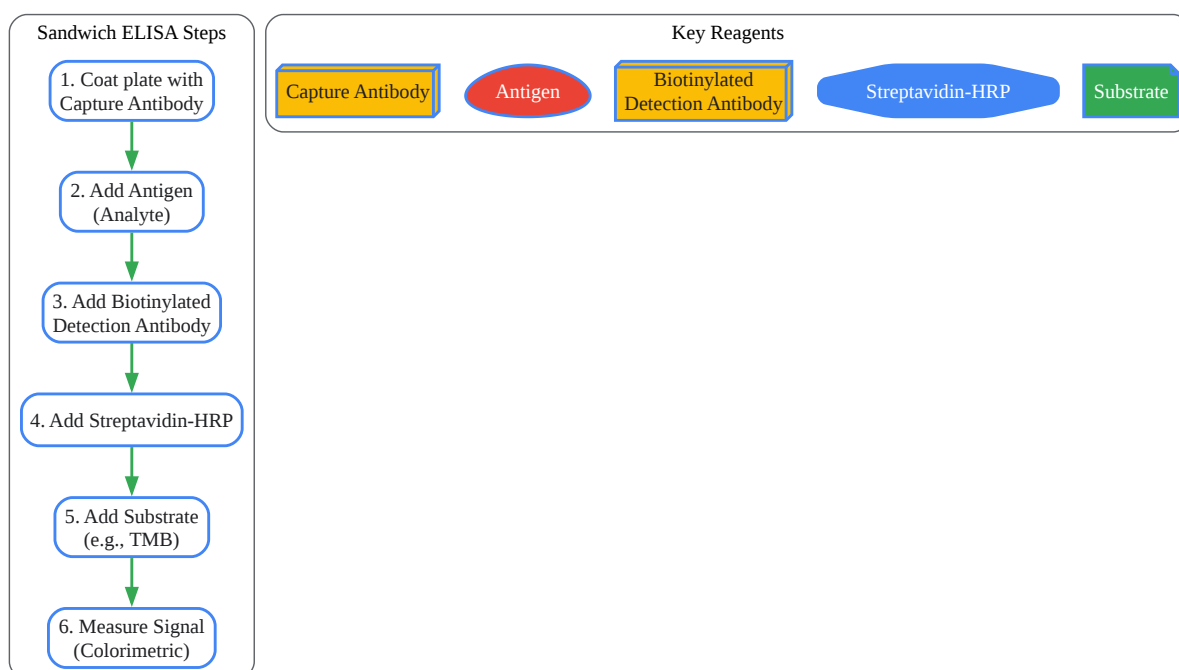 Sandwich ELISA Steps
1. Coat plate with
Capture Antibody
2. Add Antigen
(Analyte)
3. Add Biotinylated
Detection Antibody
4. Add Streptavidin-HRP
5. Add Substrate
(e.g., TMB)
6. Measure Signal
(Colorimetric)
Key Reagents
Capture Antibody
Antigen
Biotinylated
Detection Antibody
Streptavidin-HRP
Substrate